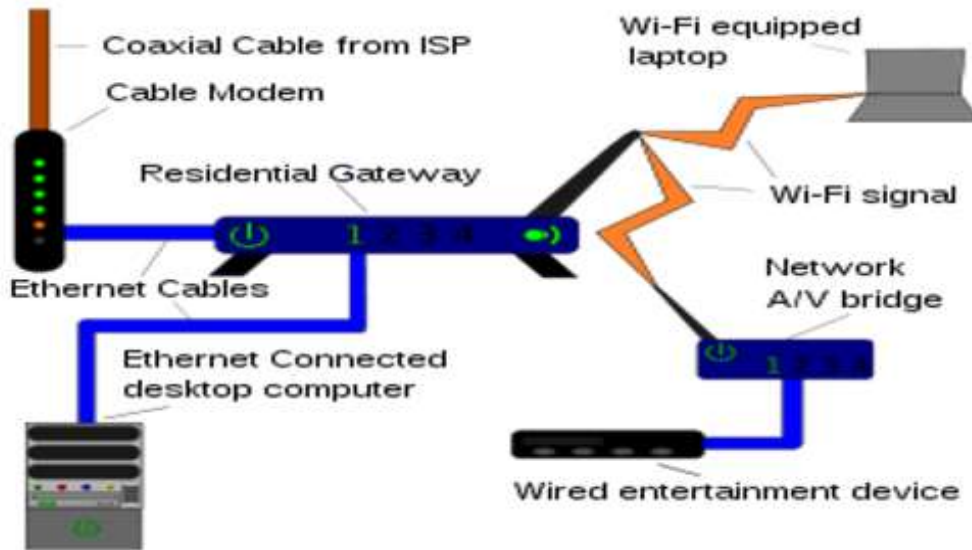 Coaxial Cable from ISP
Cable Modem
Residential Gateway
1 2 3 4
Ethernet Cables
Ethernet Connected
desktop computer
Wi-Fi equipped
laptop
Wi-Fi signal
Network
A/V bridge
1 2 3 4
Wired entertainment device